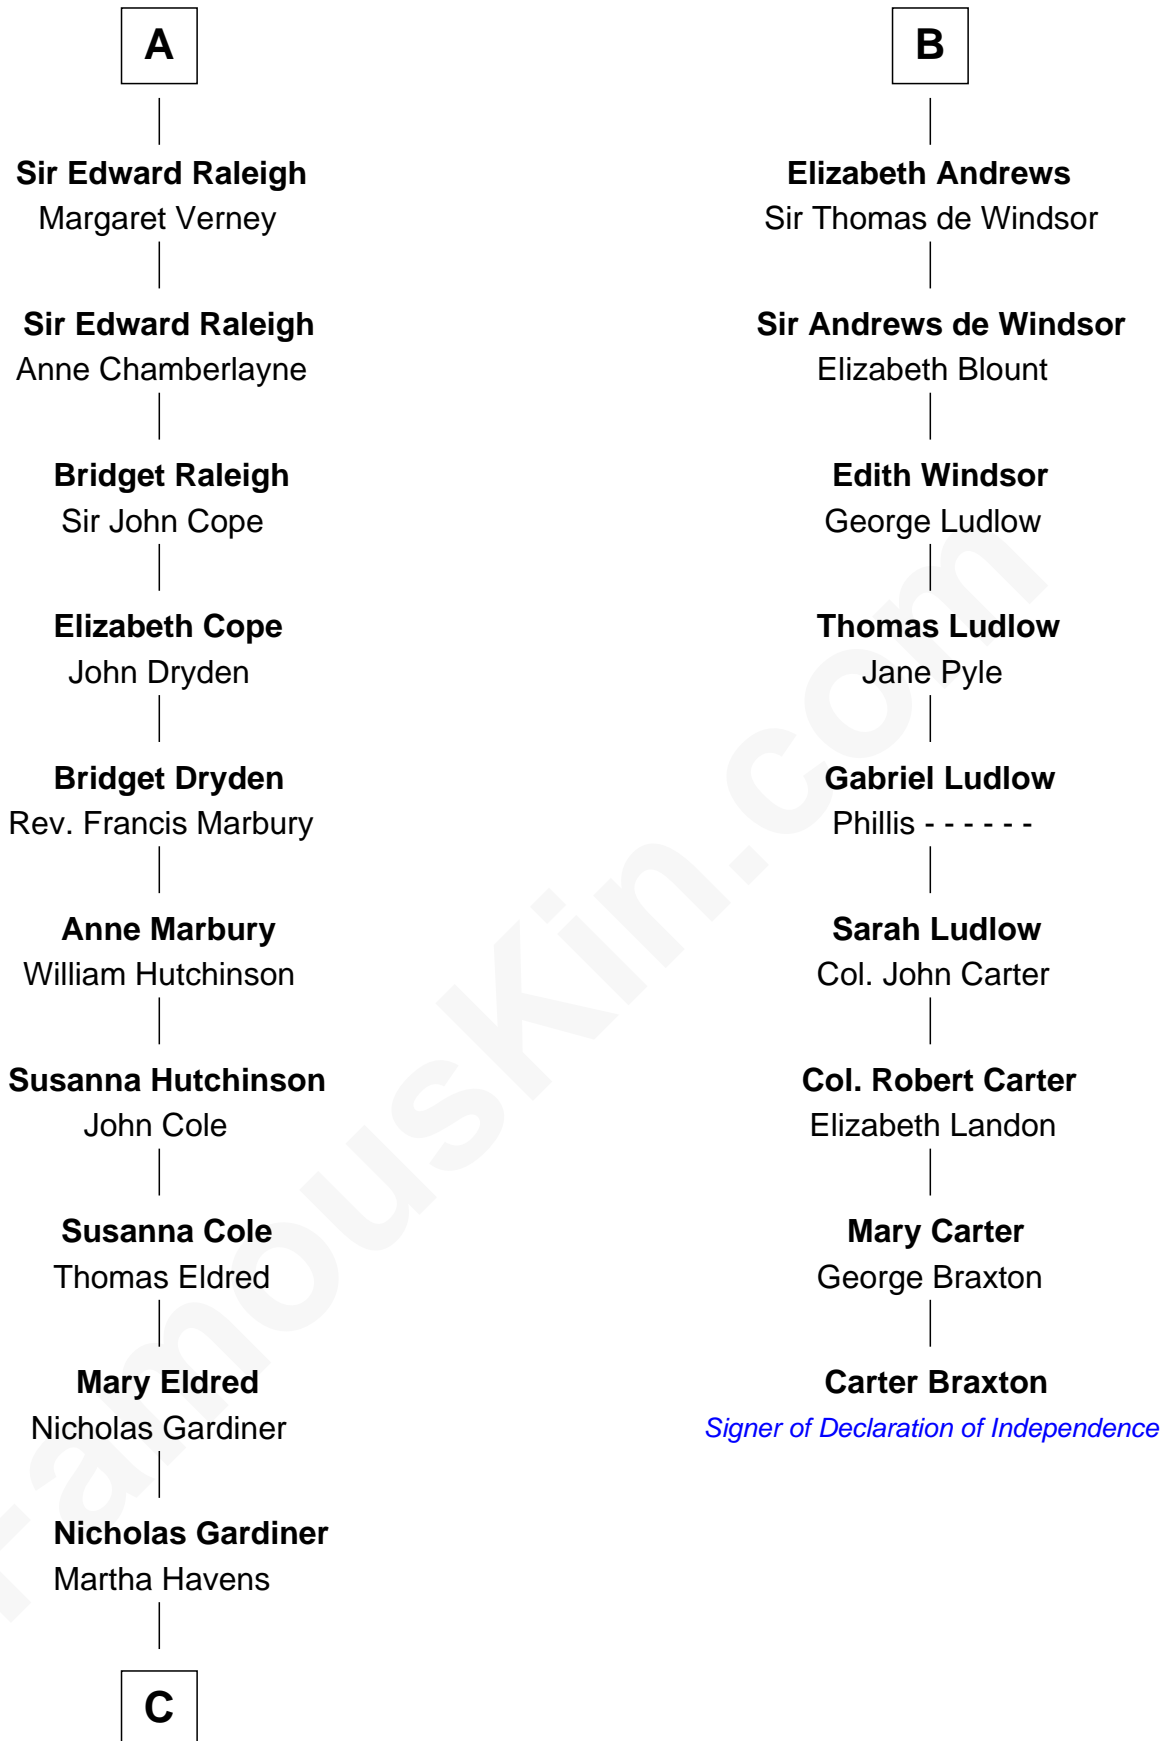 A
Sir Edward Raleigh
Margaret Verney
Sir Edward Raleigh
Anne Chamberlayne
Bridget Raleigh
Sir John Cope
Elizabeth Cope
John Dryden
Bridget Dryden
Rev. Francis Marbury
Anne Marbury
William Hutchinson
Susanna Hutchinson
John Cole
Susanna Cole
Thomas Eldred
Mary Eldred
Nicholas Gardiner
Nicholas Gardiner
Martha Havens
C
B
Elizabeth Andrews
Sir Thomas de Windsor
Sir Andrews de Windsor
Elizabeth Blount
Edith Windsor
George Ludlow
Thomas Ludlow
Jane Pyle
Gabriel Ludlow
Phillis - - - - - -
Sarah Ludlow
Col. John Carter
Col. Robert Carter
Elizabeth Landon
Mary Carter
George Braxton
Carter Braxton
Signer of Declaration of Independence
FamousKin.com